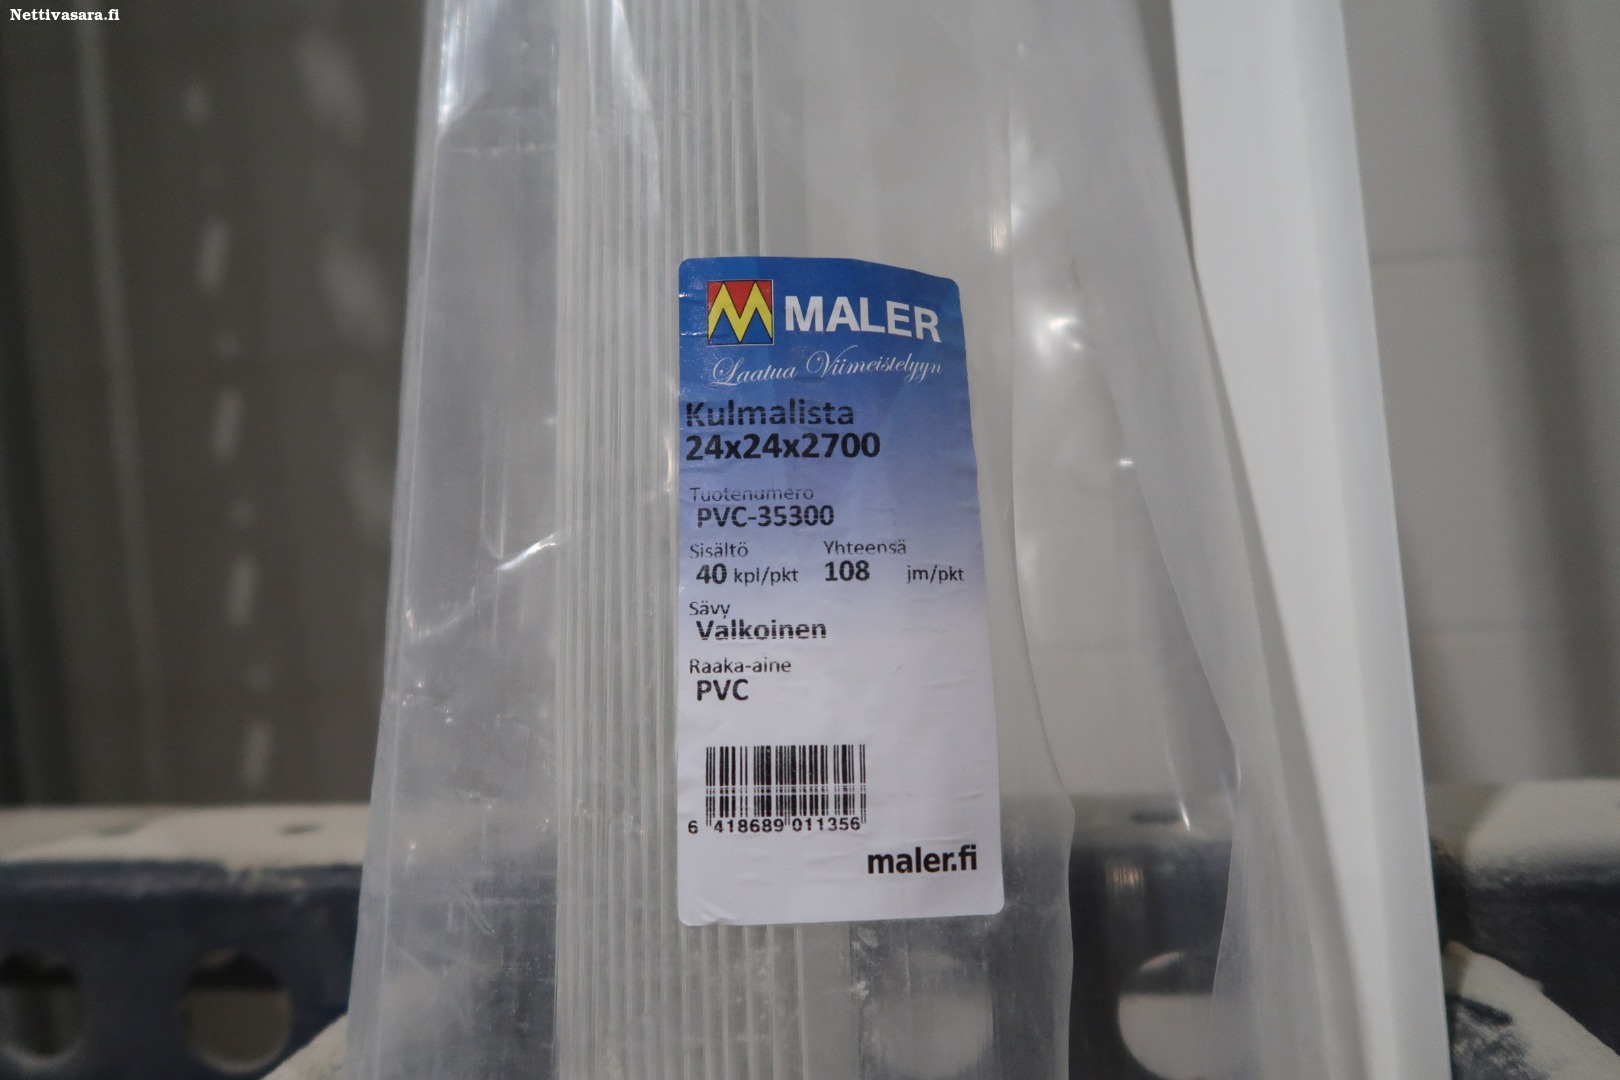 Nettivasara.fi
MALER
Laatua Viimeistelyyn
Kulmalista
24x24x2700
Tuotenumero
PVC-35300
Sisältö Yhteensä
40 kpl/pkt 108 jm/pkt
Sävy
Valkoinen
Raaka-aine
PVC
6 418689 011356
maler.fi